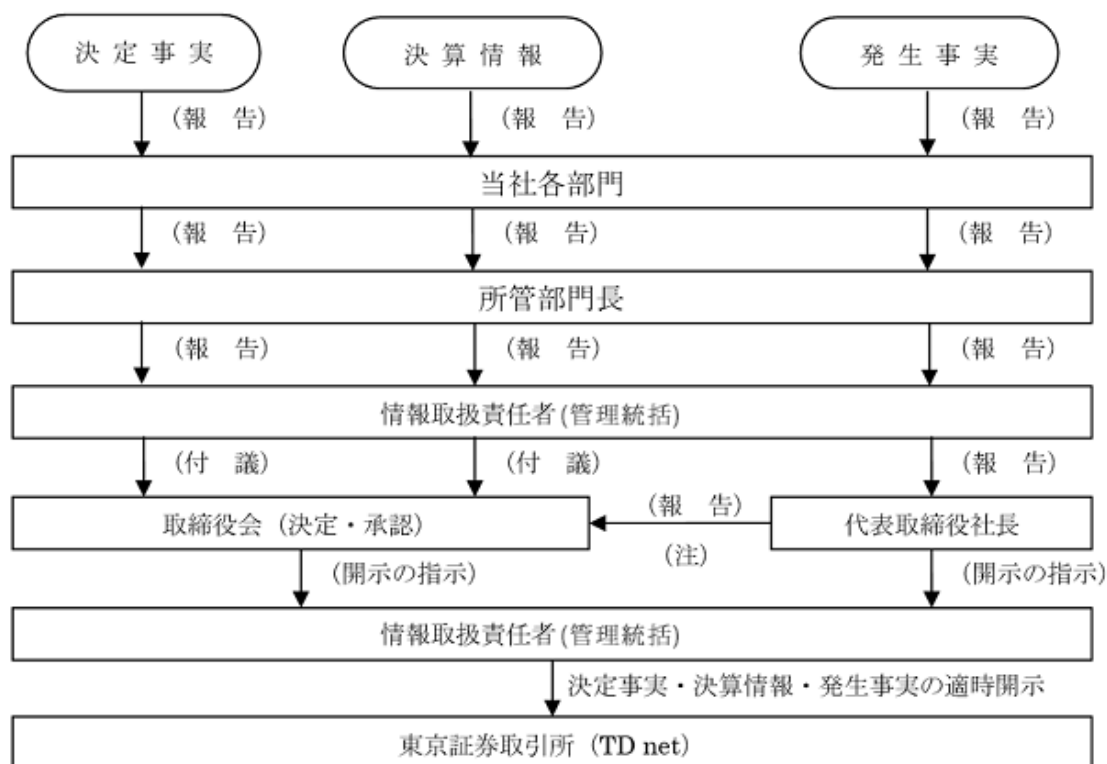 決 定 事 実
決 算 情 報
発 生 事 実
（報　告）
（報　告）
（報　告）
当社各部門
（報　告）
（報　告）
（報　告）
所管部門長
（報　告）
（報　告）
（報　告）
情報取扱責任者(管理統括)
（付　議）
（付　議）
（報　告）
取締役会（決定・承認）
（報　告）
（注）
代表取締役社長
（開示の指示）
（開示の指示）
情報取扱責任者(管理統括)
決定事実・決算情報・発生事実の適時開示
東京証券取引所（TD net）